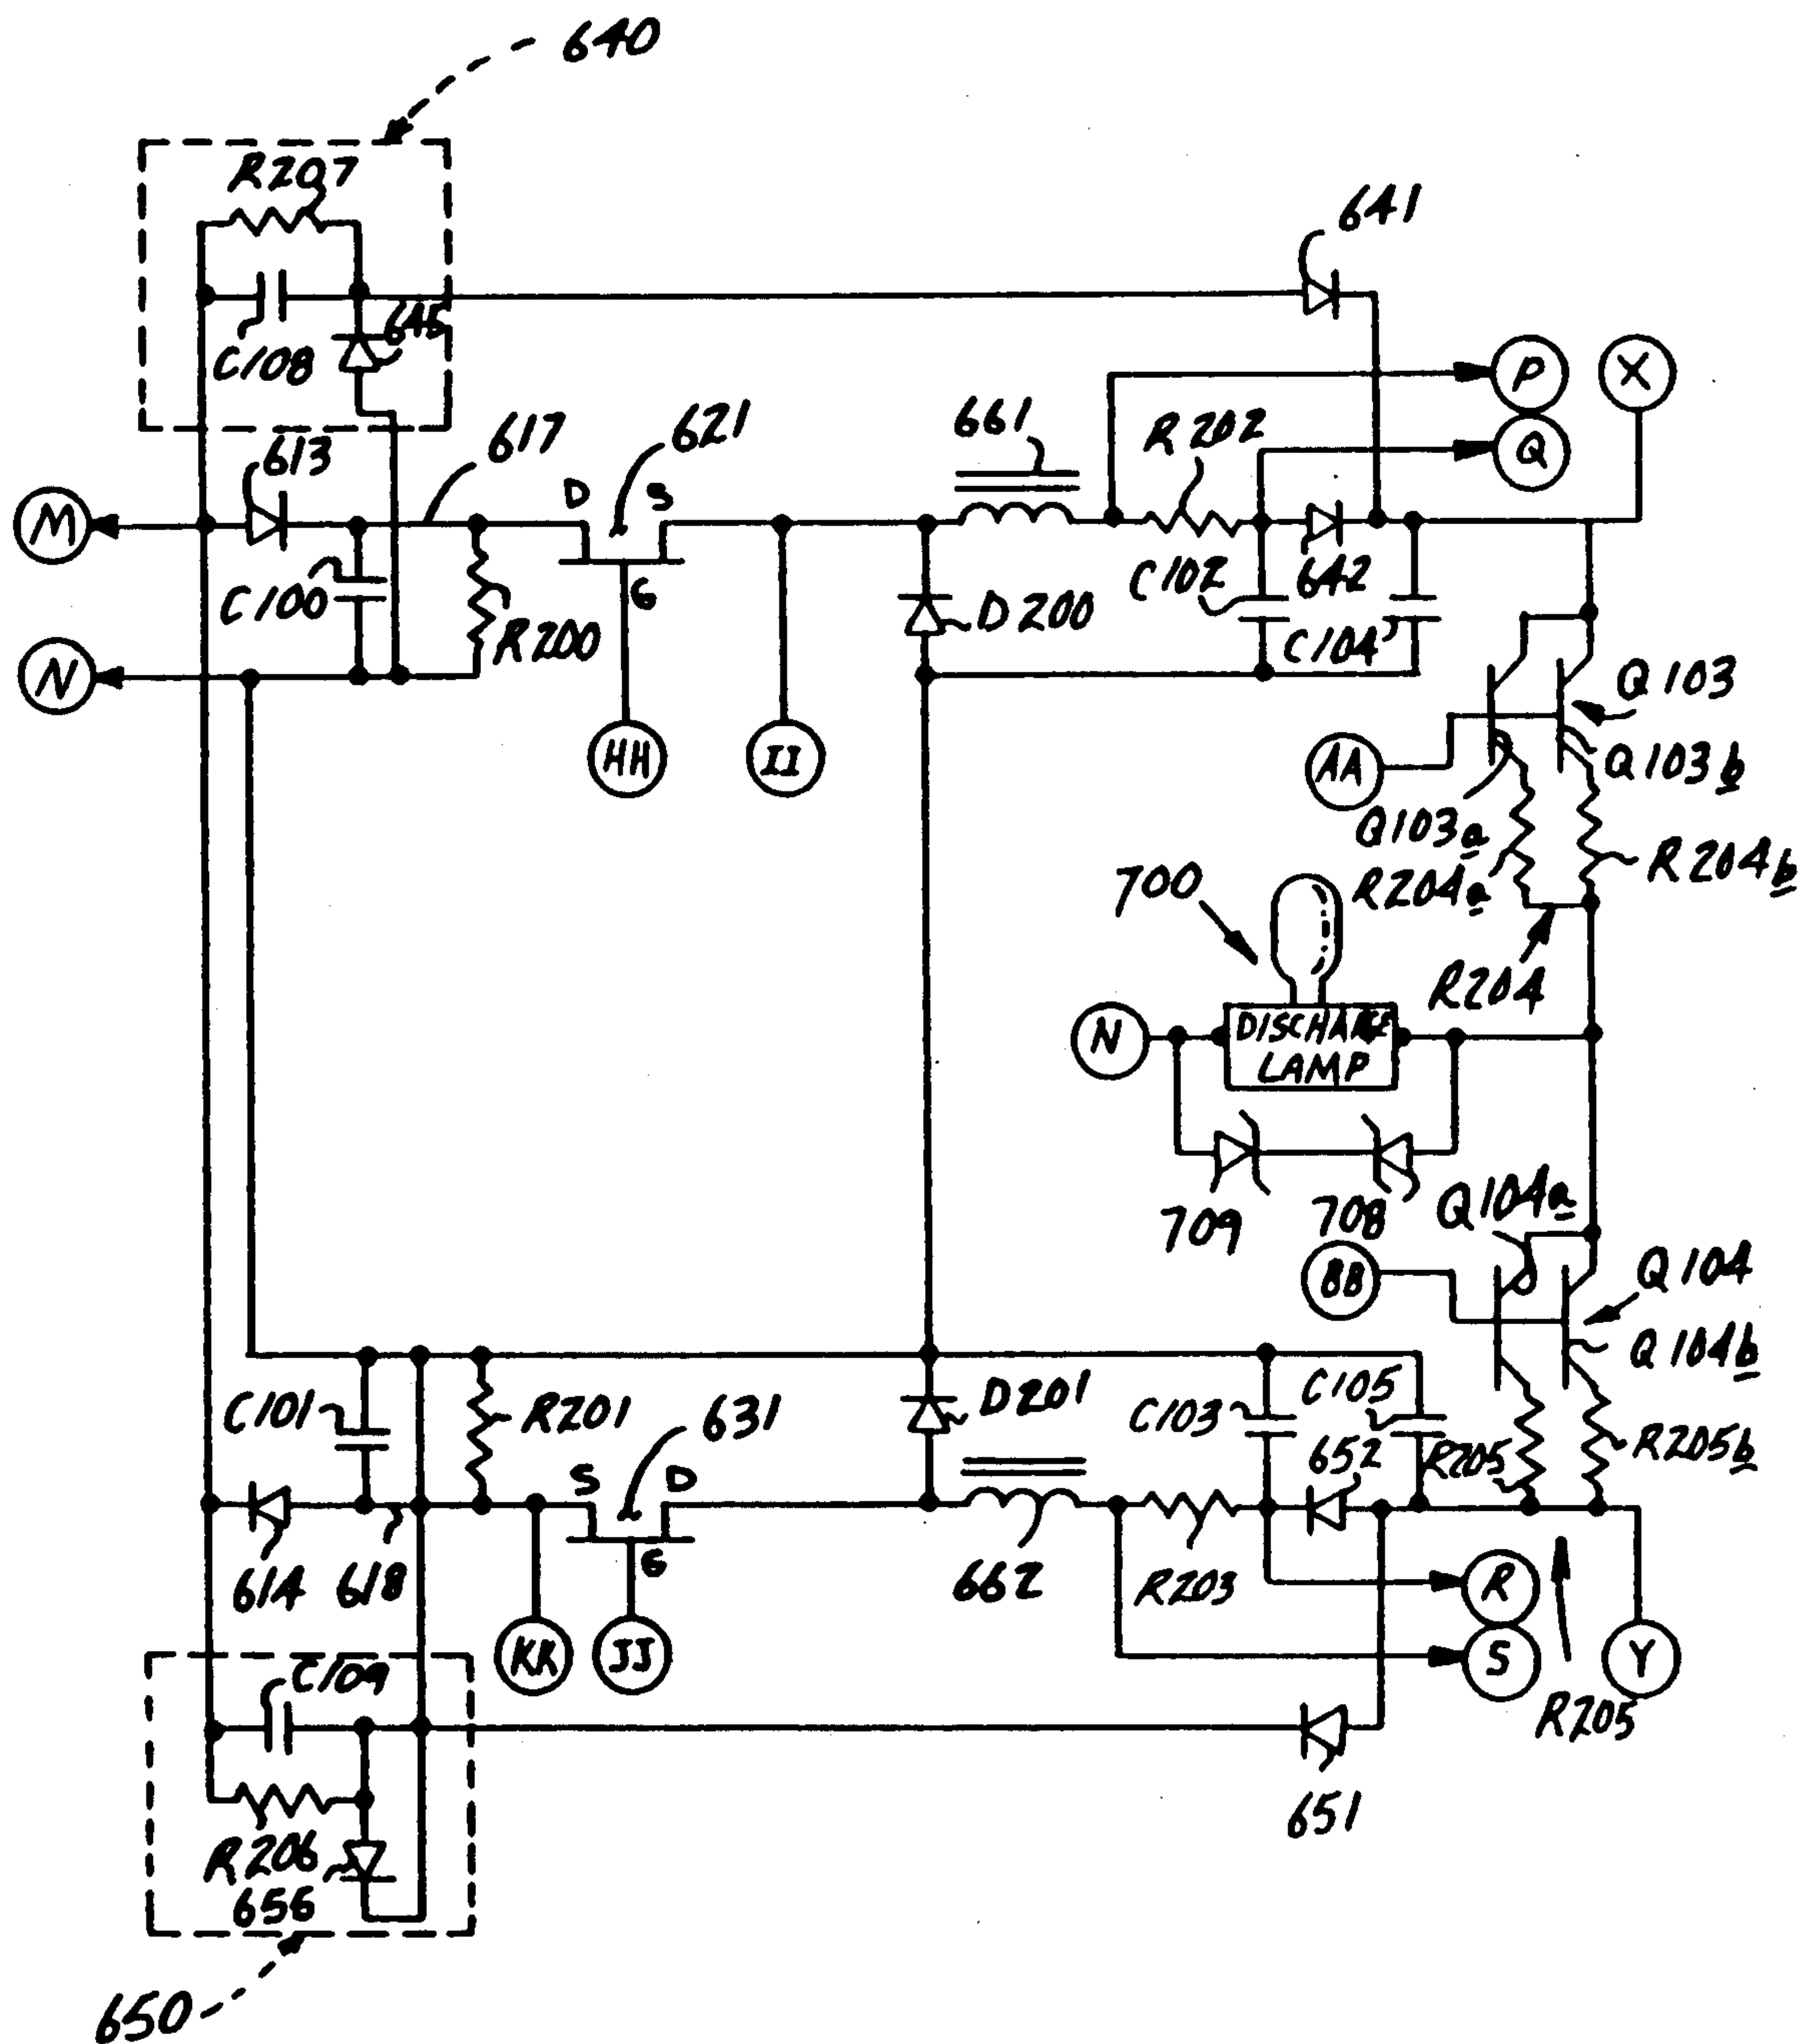 640
R207
641
C108
646
P
X
613
617
621
661
R202
Q
D
S
M
C100
G
C102
642
R200
D200
C104
N
Q103
HH
II
AA
Q103b
Q103a
R204b
700
R204a
R204
N
DISCHARGE
LAMP
709
708
Q104a
BB
Q104
Q104b
C101
R201
631
D201
C103
C105
652
R205
R205b
S
D
G
614
618
662
R203
R
KK
JJ
S
Y
C109
R205
651
R206
656
650